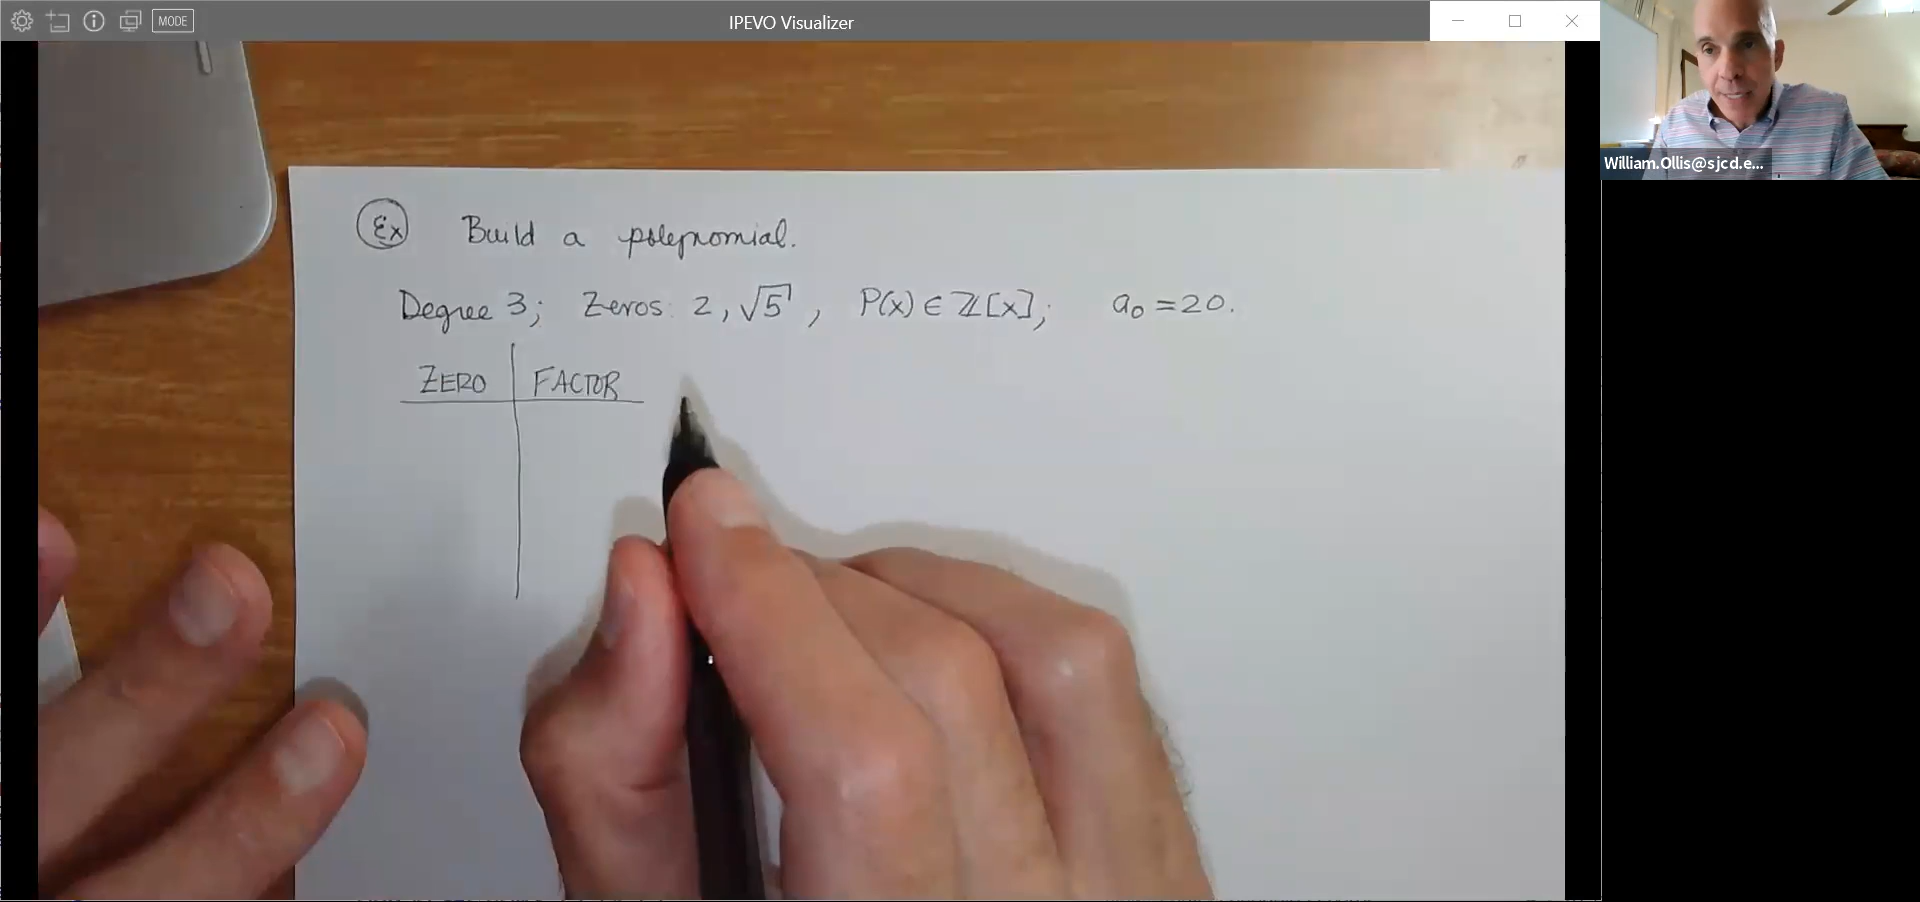 MODE
IPEVO Visualizer
William.Ollis@sjcd.e...
Ex Build a polynomial.
Degree 3; Zeros: 2, √5, P(x) ∈ ℤ[x]; a₀ = 20.
ZERO FACTOR